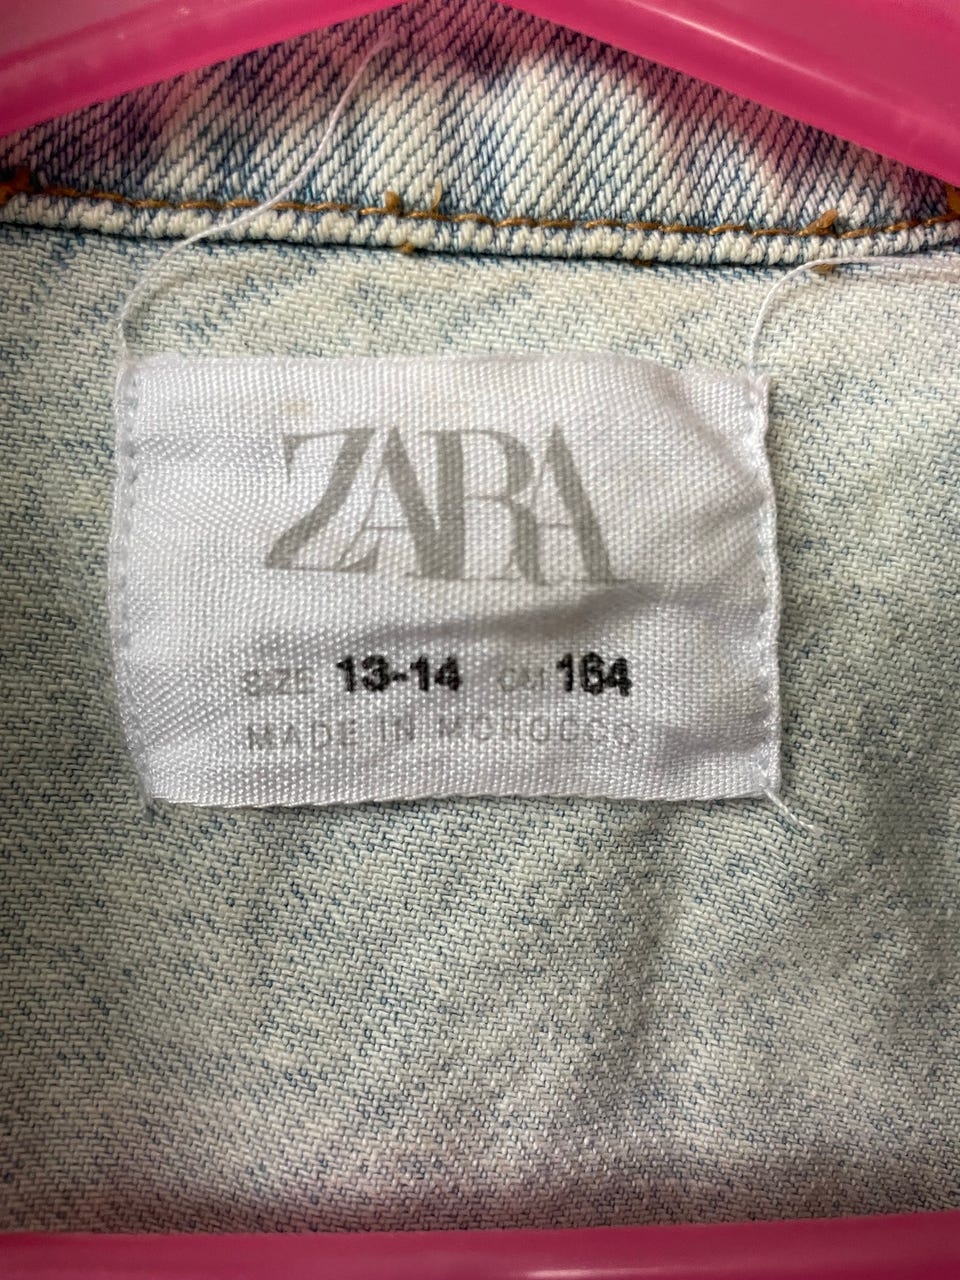 ZARA
SIZE 13-14 CM 164
MADE IN MOROCCO